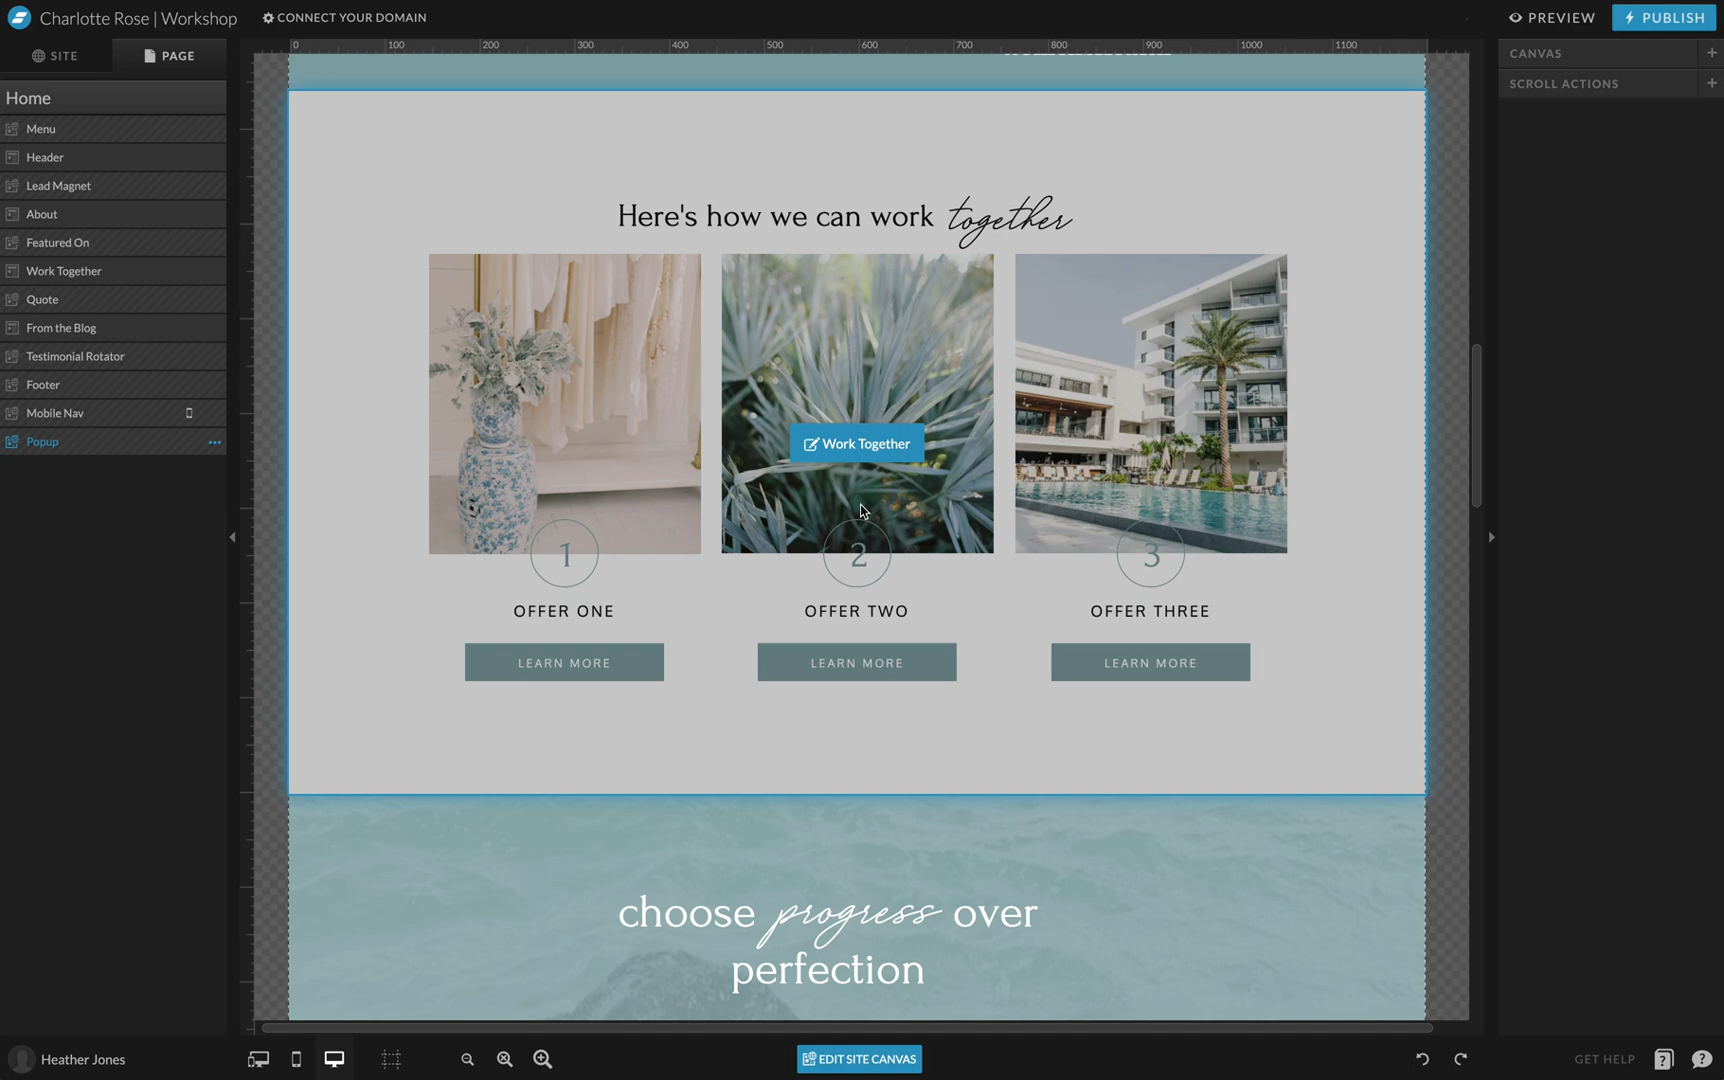 Charlotte Rose | Workshop
CONNECT YOUR DOMAIN
PREVIEW
PUBLISH
SITE
PAGE
0 100 200 300 400 500 600 700 800 900 1000 1100
CANVAS
SCROLL ACTIONS
Home
Menu
Header
Lead Magnet
About
Featured On
Work Together
Quote
From the Blog
Testimonial Rotator
Footer
Mobile Nav
Popup
Here's how we can work together
Work Together
1
2
3
OFFER ONE
OFFER TWO
OFFER THREE
LEARN MORE
LEARN MORE
LEARN MORE
choose progress over
perfection
Heather Jones
EDIT SITE CANVAS
GET HELP